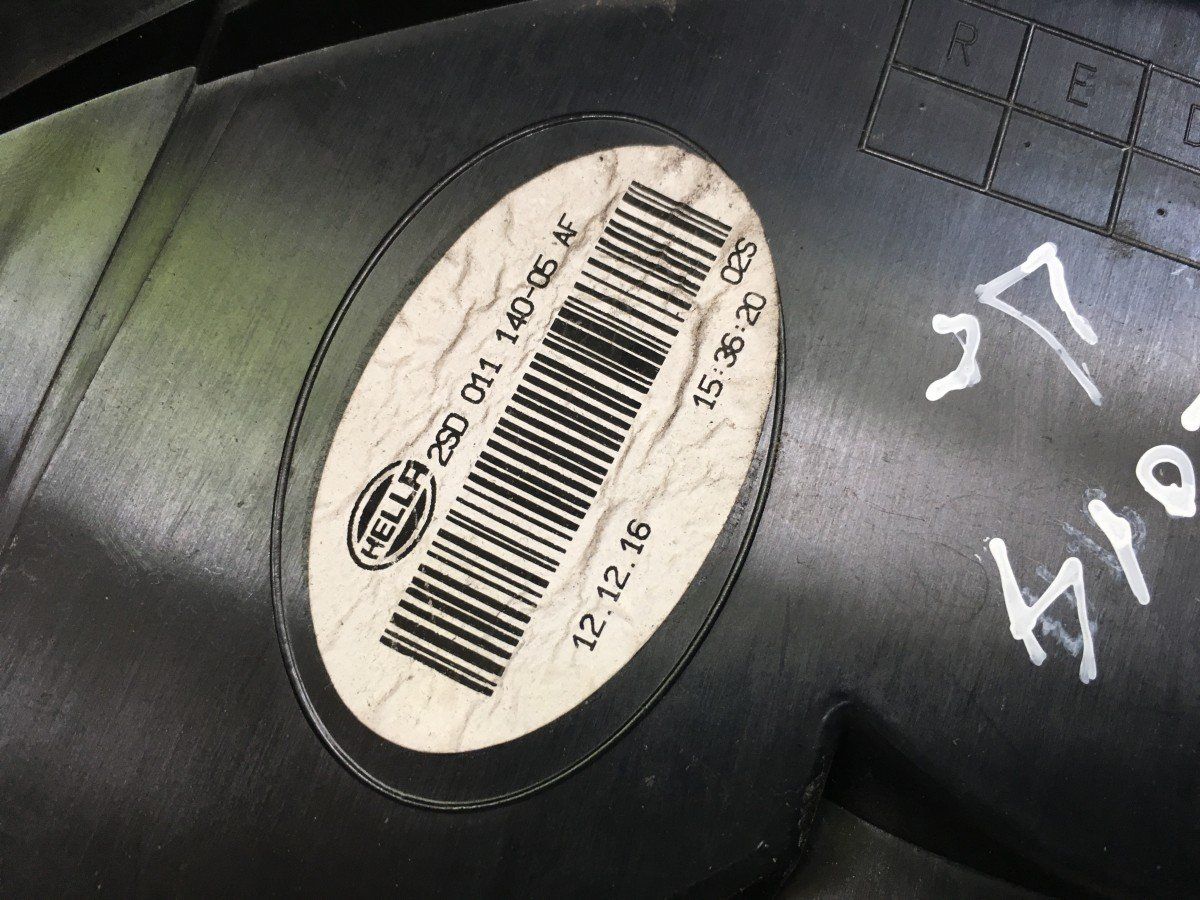 HELLA
2SD 011 140-05 AF
12.12.16
15:36:20 02S
R E